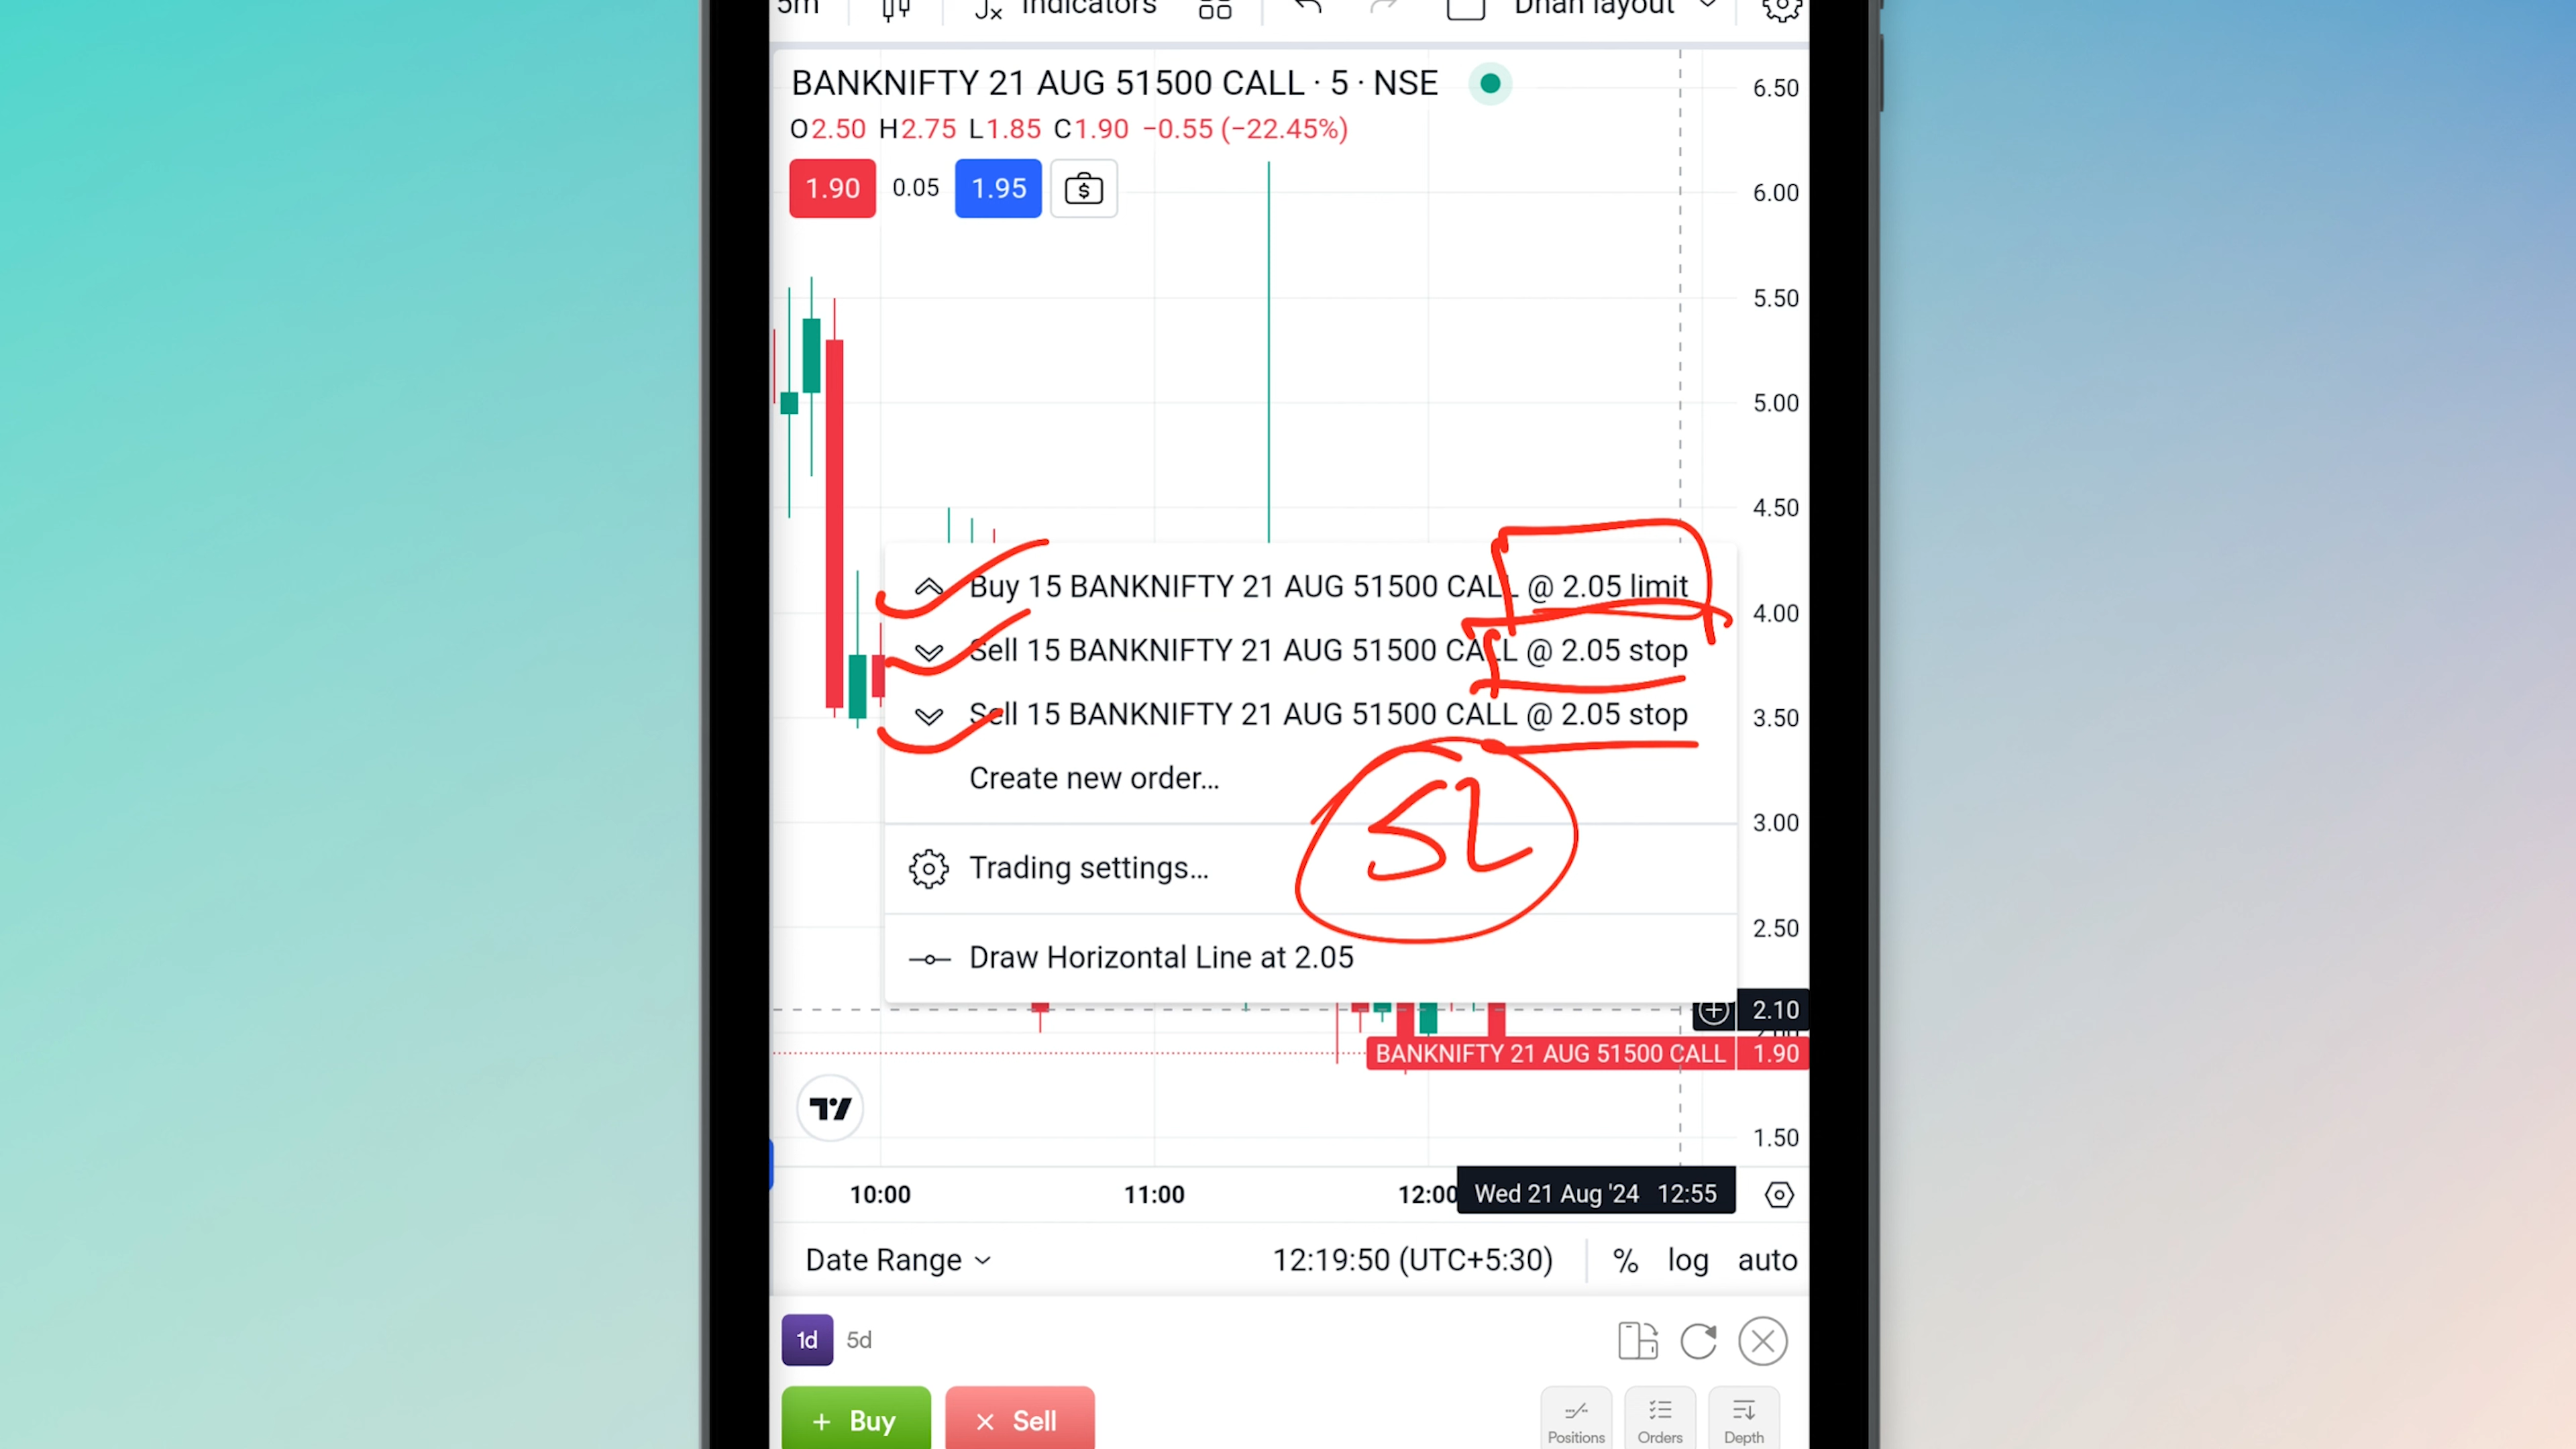 5m Indicators Dhan layout
BANKNIFTY 21 AUG 51500 CALL · 5 · NSE
O2.50 H2.75 L1.85 C1.90 −0.55 (−22.45%)
1.90 0.05 1.95
6.50
6.00
5.50
5.00
4.50
4.00
3.50
3.00
2.50
Buy 15 BANKNIFTY 21 AUG 51500 CALL @ 2.05 limit
Sell 15 BANKNIFTY 21 AUG 51500 CALL @ 2.05 stop
Sell 15 BANKNIFTY 21 AUG 51500 CALL @ 2.05 stop
Create new order...
SL
Trading settings...
Draw Horizontal Line at 2.05
2.10
2.00
BANKNIFTY 21 AUG 51500 CALL 1.90
1.50
10:00 11:00 12:00 Wed 21 Aug '24 12:55
Date Range 12:19:50 (UTC+5:30) % log auto
1d 5d
+ Buy × Sell
Positions Orders Depth